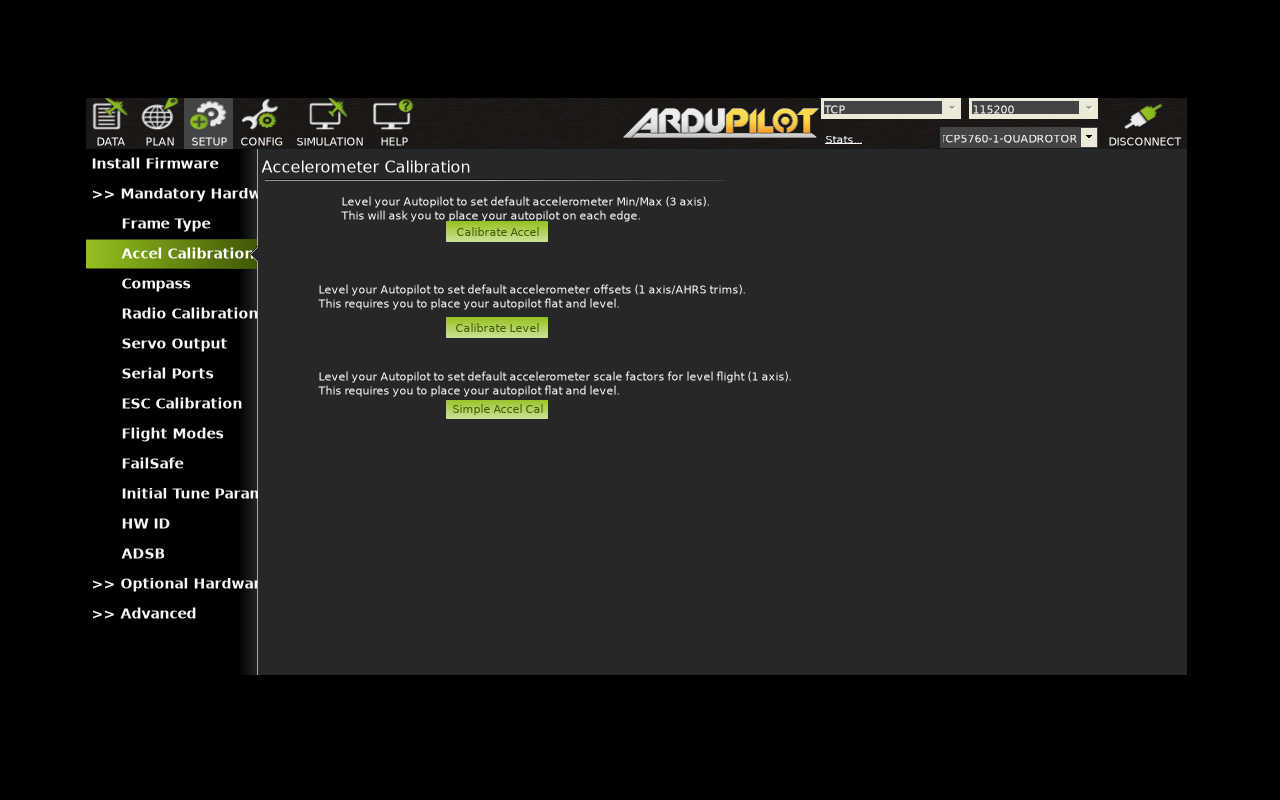 DATA
PLAN
SETUP
CONFIG
SIMULATION
HELP
ARDUPILOT
TCP
115200
Stats...
TCP5760-1-QUADROTOR
DISCONNECT
Install Firmware
>> Mandatory Hardw
Frame Type
Accel Calibration
Compass
Radio Calibration
Servo Output
Serial Ports
ESC Calibration
Flight Modes
FailSafe
Initial Tune Param
HW ID
ADSB
>> Optional Hardwar
>> Advanced
Accelerometer Calibration
Level your Autopilot to set default accelerometer Min/Max (3 axis).
This will ask you to place your autopilot on each edge.
Calibrate Accel
Level your Autopilot to set default accelerometer offsets (1 axis/AHRS trims).
This requires you to place your autopilot flat and level.
Calibrate Level
Level your Autopilot to set default accelerometer scale factors for level flight (1 axis).
This requires you to place your autopilot flat and level.
Simple Accel Cal